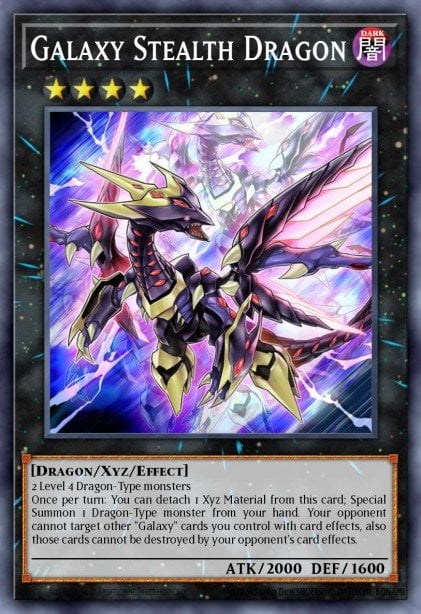 Galaxy Stealth Dragon
DARK
闇
[Dragon/Xyz/Effect]
2 Level 4 Dragon-Type monsters
Once per turn: You can detach 1 Xyz Material from this card; Special
Summon 1 Dragon-Type monster from your hand. Your opponent
cannot target other "Galaxy" cards you control with card effects, also
those cards cannot be destroyed by your opponent's card effects.
ATK/2000 DEF/1600